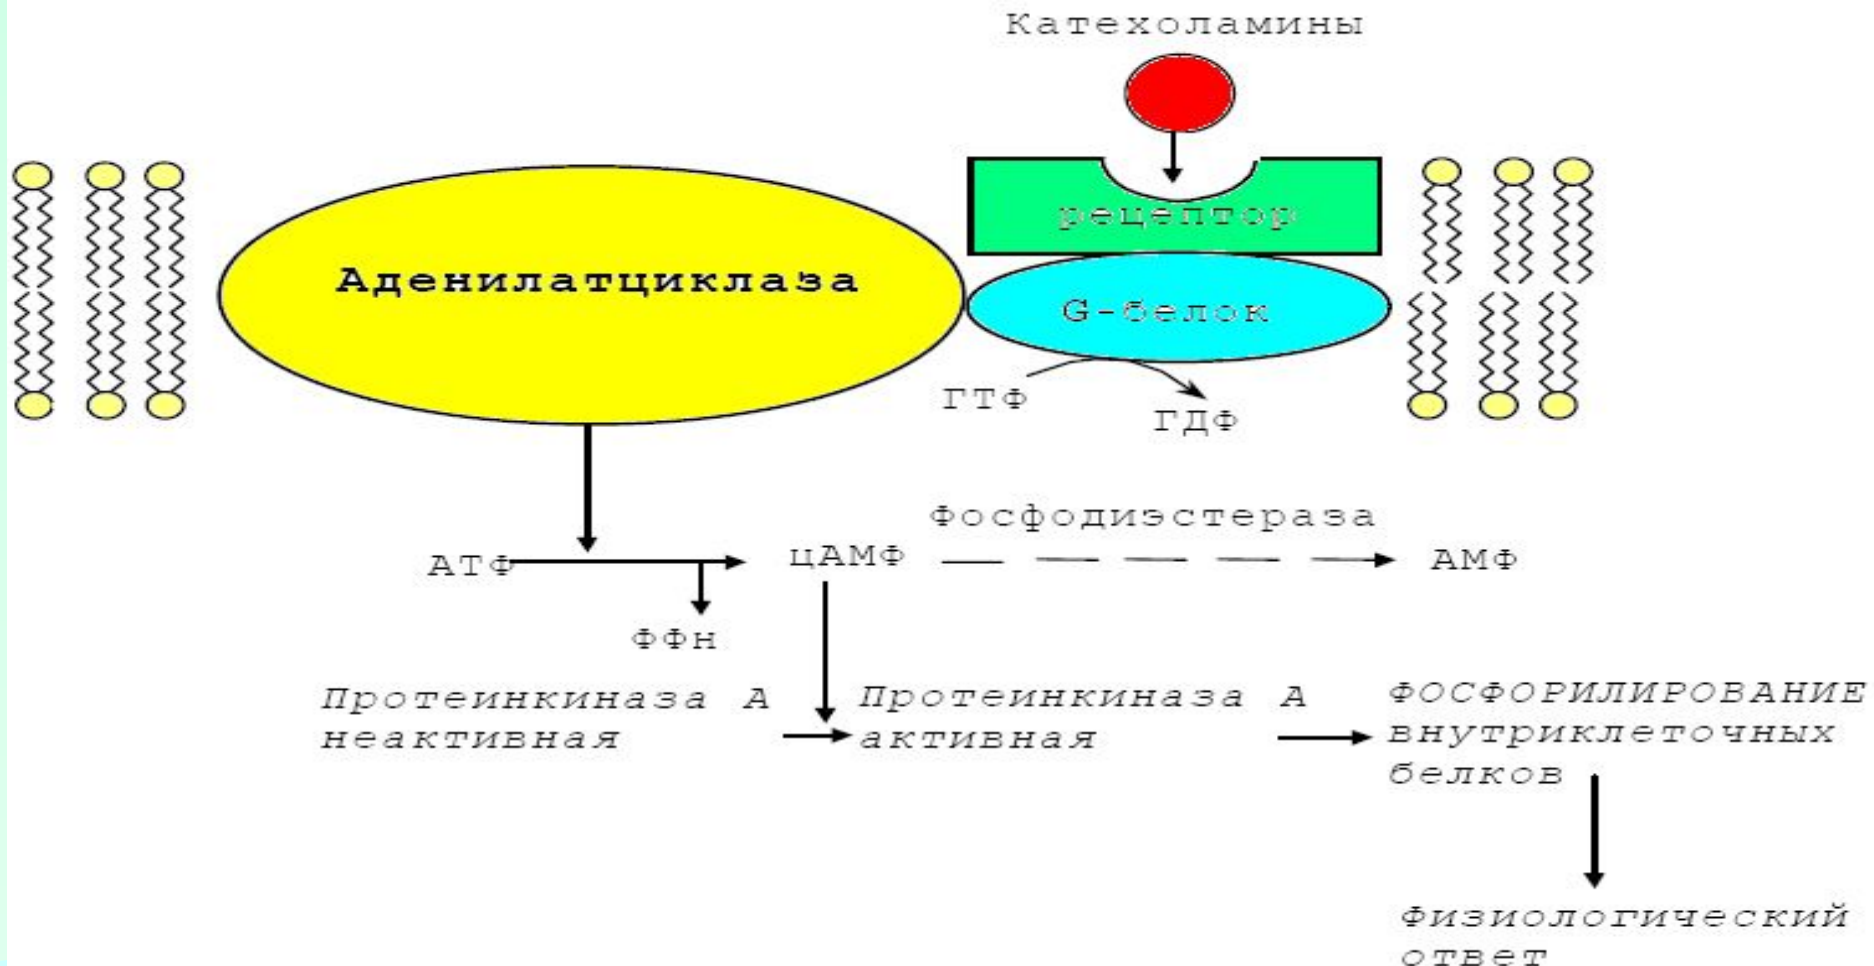 Катехоламины
рецептор
Аденилатциклаза
G-белок
ГТФ
ГДФ
Фосфодиэстераза
АТФ
цАМФ
АМФ
ФФн
Протеинкиназа А
неактивная
Протеинкиназа А
активная
ФОСФОРИЛИРОВАНИЕ
внутриклеточных
белков
Физиологический
ответ